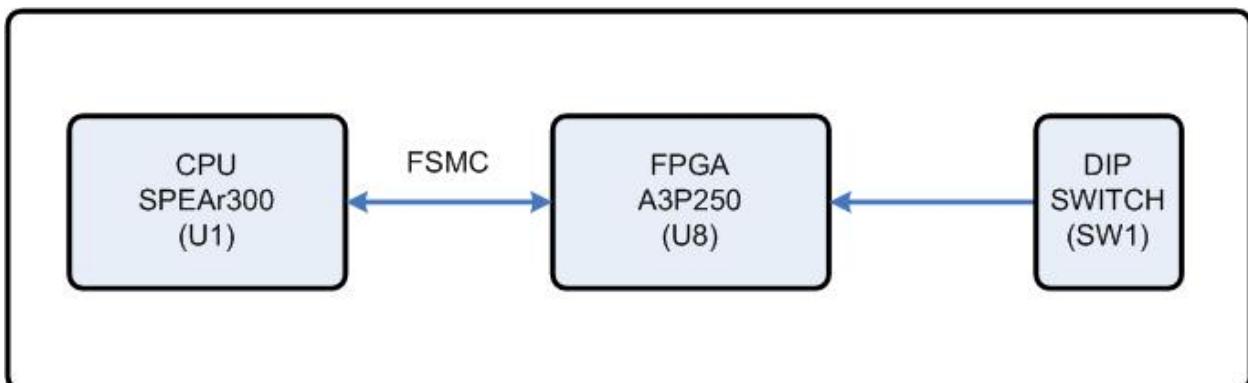 CPU
SPEAr300
(U1)
FSMC
FPGA
A3P250
(U8)
DIP
SWITCH
(SW1)